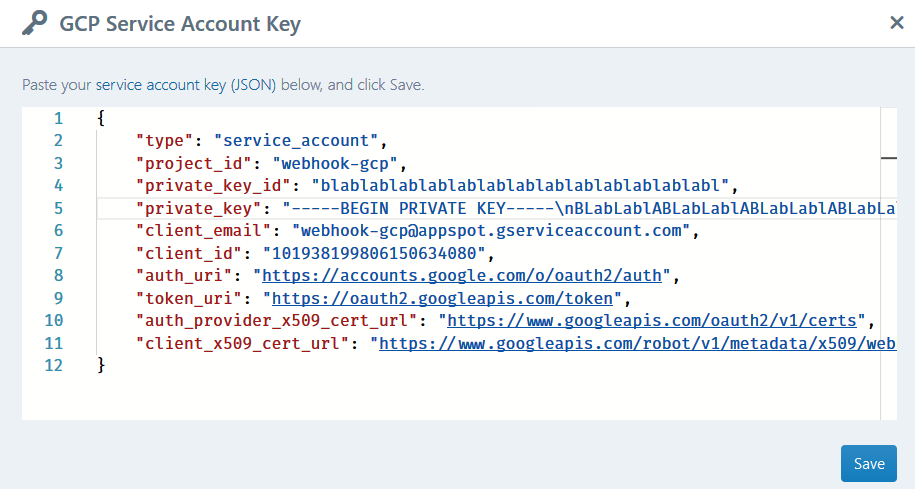 GCP Service Account Key
Paste your service account key (JSON) below, and click Save.
1 {
2 "type": "service_account",
3 "project_id": "webhook-gcp",
4 "private_key_id": "blablablablablablablablablablablablablabl",
5 "private_key": "-----BEGIN PRIVATE KEY-----\nBLabLablABLabLablABLabLablABLabLa
6 "client_email": "webhook-gcp@appspot.gserviceaccount.com",
7 "client_id": "101938199806150634080",
8 "auth_uri": "https://accounts.google.com/o/oauth2/auth",
9 "token_uri": "https://oauth2.googleapis.com/token",
10 "auth_provider_x509_cert_url": "https://www.googleapis.com/oauth2/v1/certs",
11 "client_x509_cert_url": "https://www.googleapis.com/robot/v1/metadata/x509/web
12 }
Save